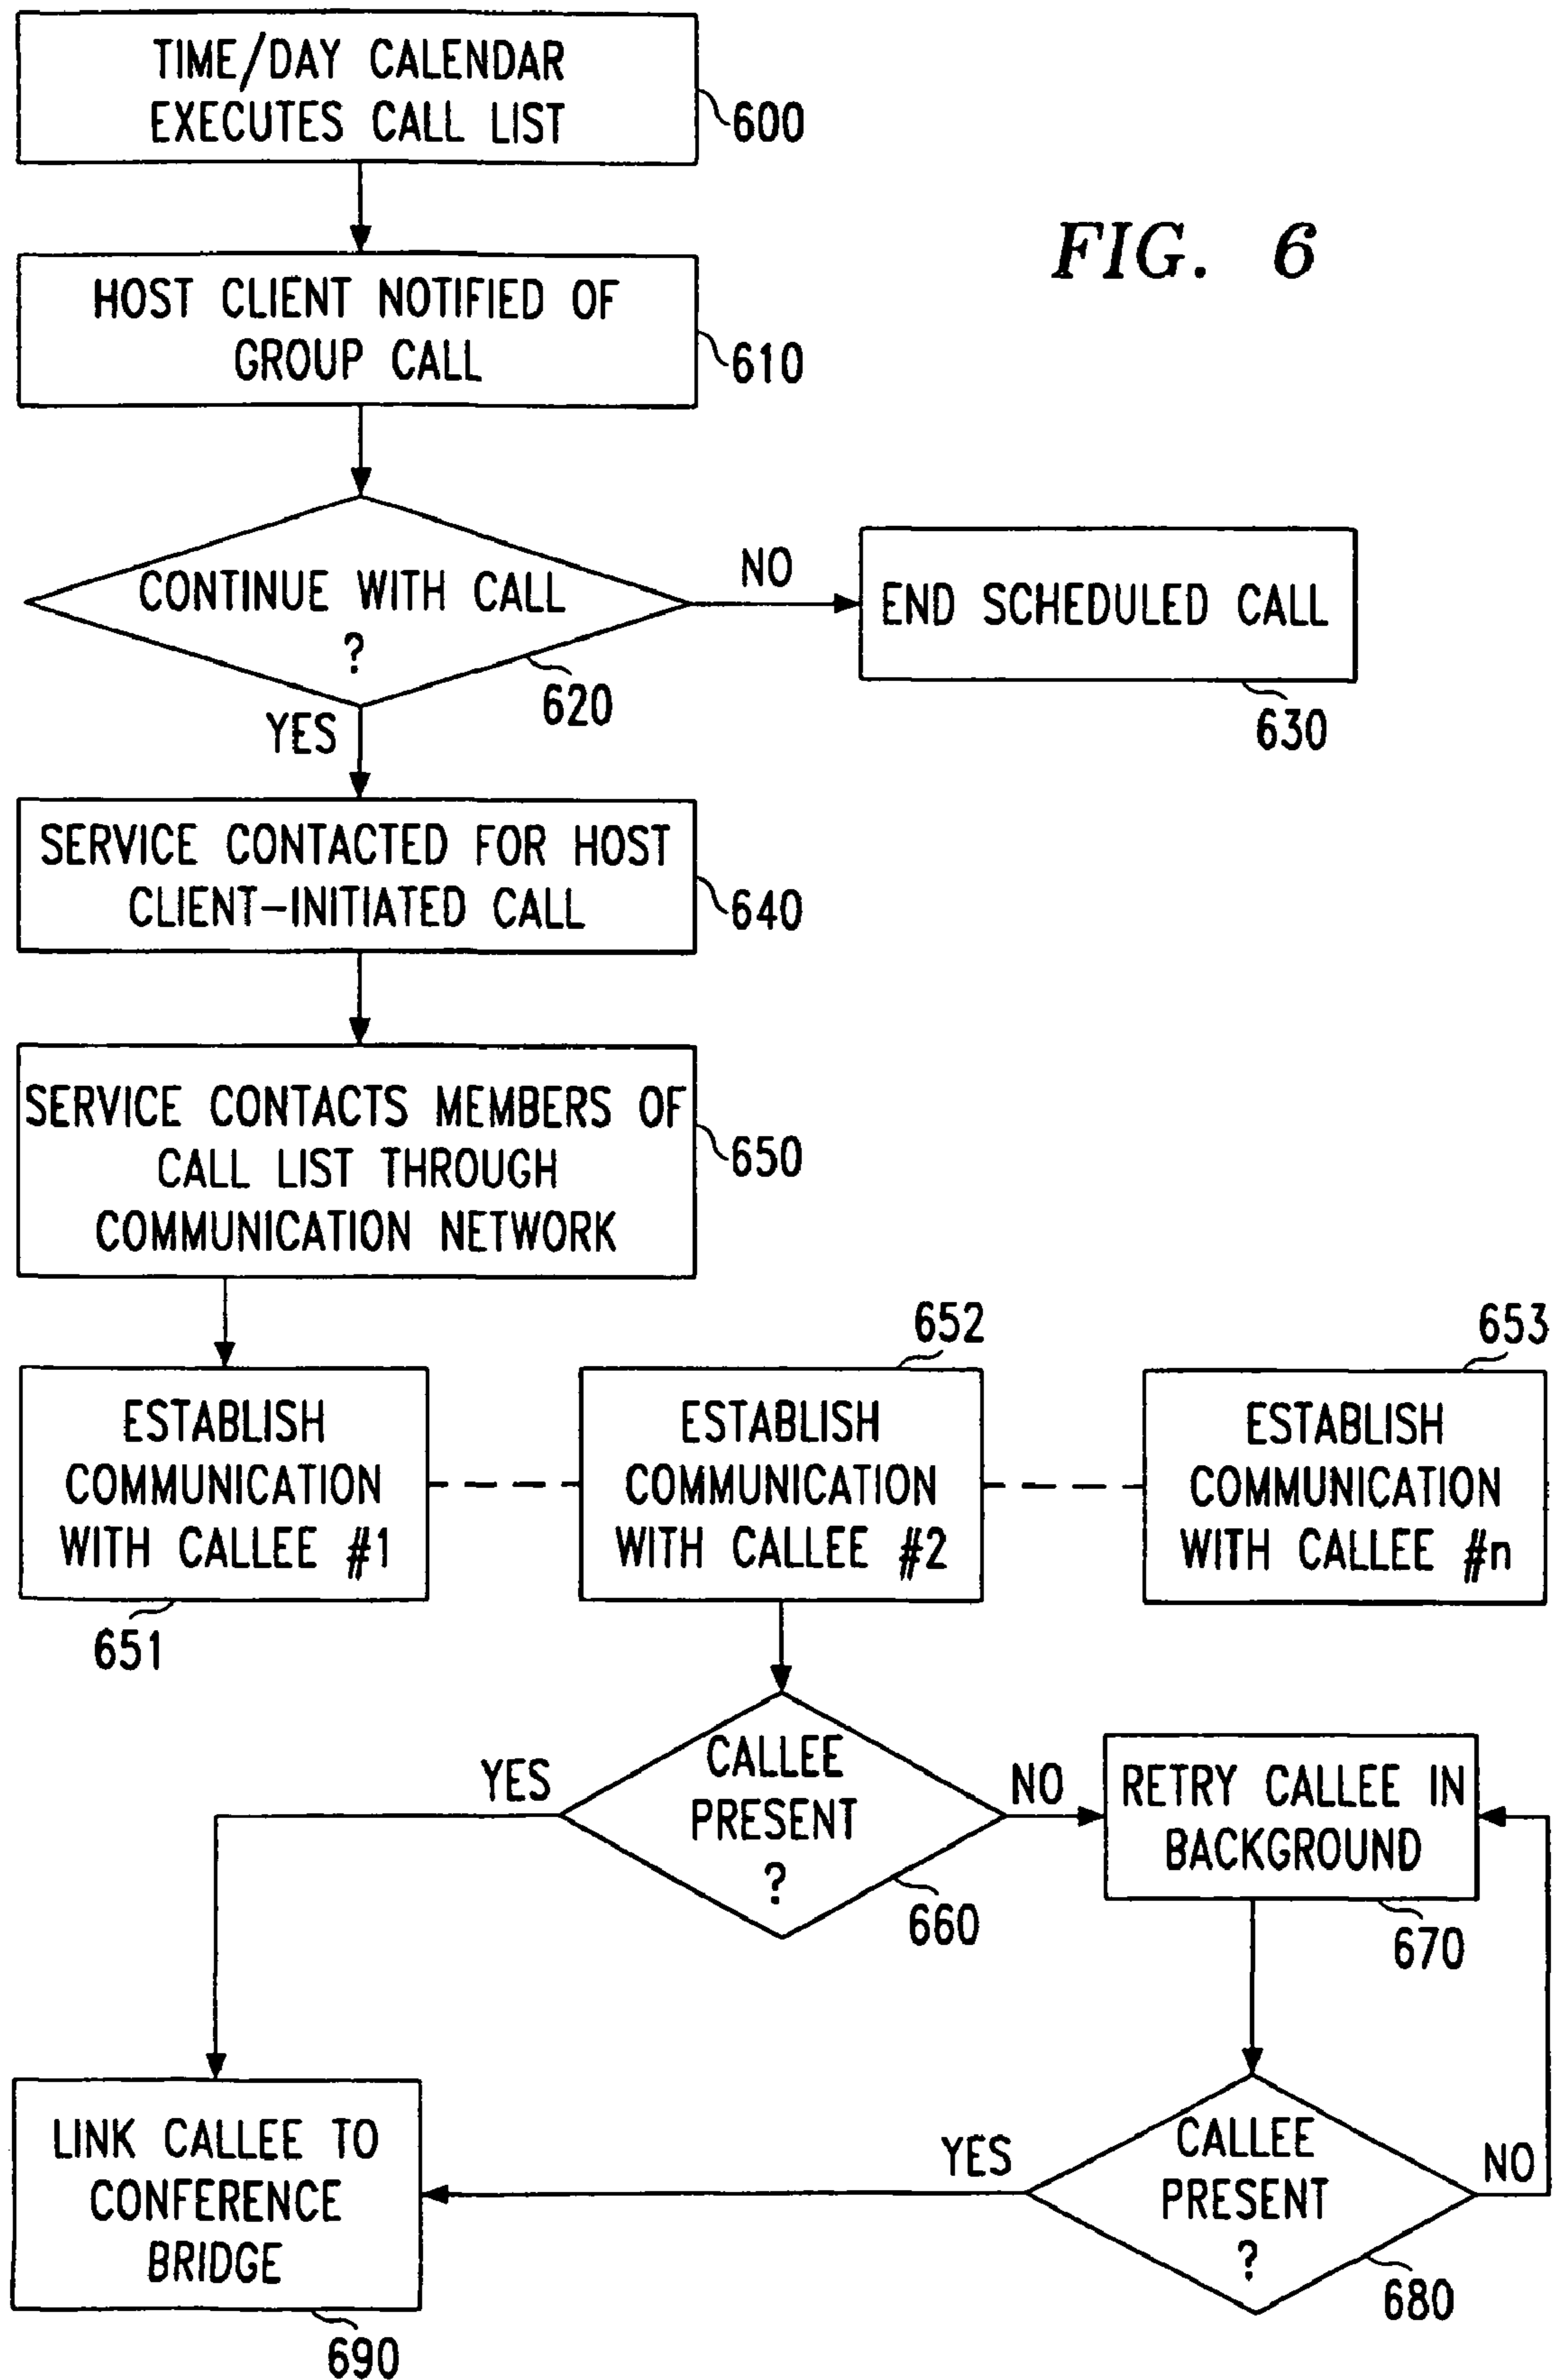 TIME/DAY CALENDAR
EXECUTES CALL LIST
600
FIG. 6
HOST CLIENT NOTIFIED OF
GROUP CALL
610
CONTINUE WITH CALL
?
620
NO
END SCHEDULED CALL
630
YES
SERVICE CONTACTED FOR HOST
CLIENT-INITIATED CALL
640
SERVICE CONTACTS MEMBERS OF
CALL LIST THROUGH
COMMUNICATION NETWORK
650
ESTABLISH
COMMUNICATION
WITH CALLEE #1
651
652
ESTABLISH
COMMUNICATION
WITH CALLEE #2
653
ESTABLISH
COMMUNICATION
WITH CALLEE #n
YES
CALLEE
PRESENT
?
660
NO
RETRY CALLEE IN
BACKGROUND
670
LINK CALLEE TO
CONFERENCE
BRIDGE
690
YES
CALLEE
PRESENT
?
680
NO